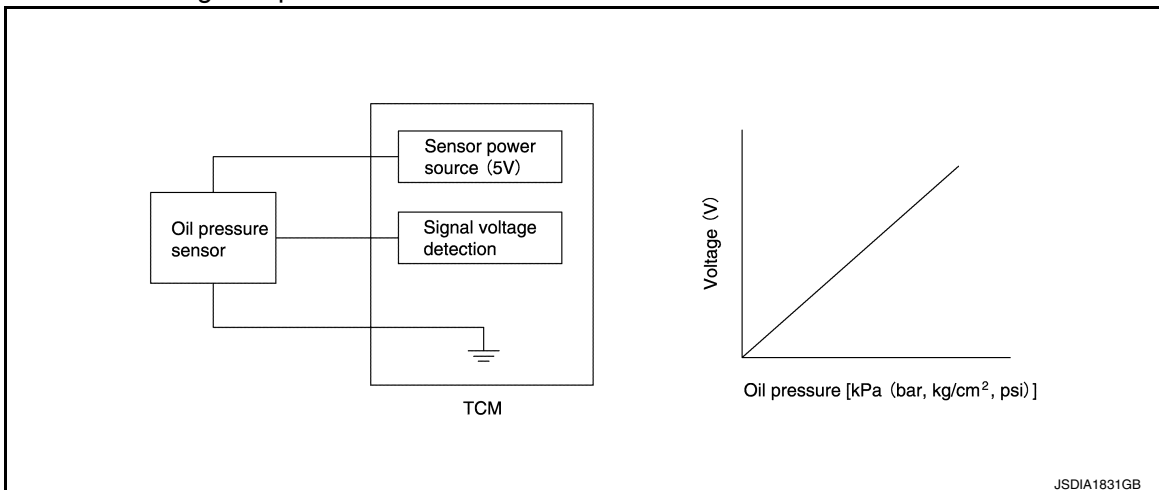 Sensor power
source (5V)
Oil pressure
sensor
Signal voltage
detection
TCM
Voltage (V)
Oil pressure [kPa (bar, kg/cm², psi)]
JSDIA1831GB